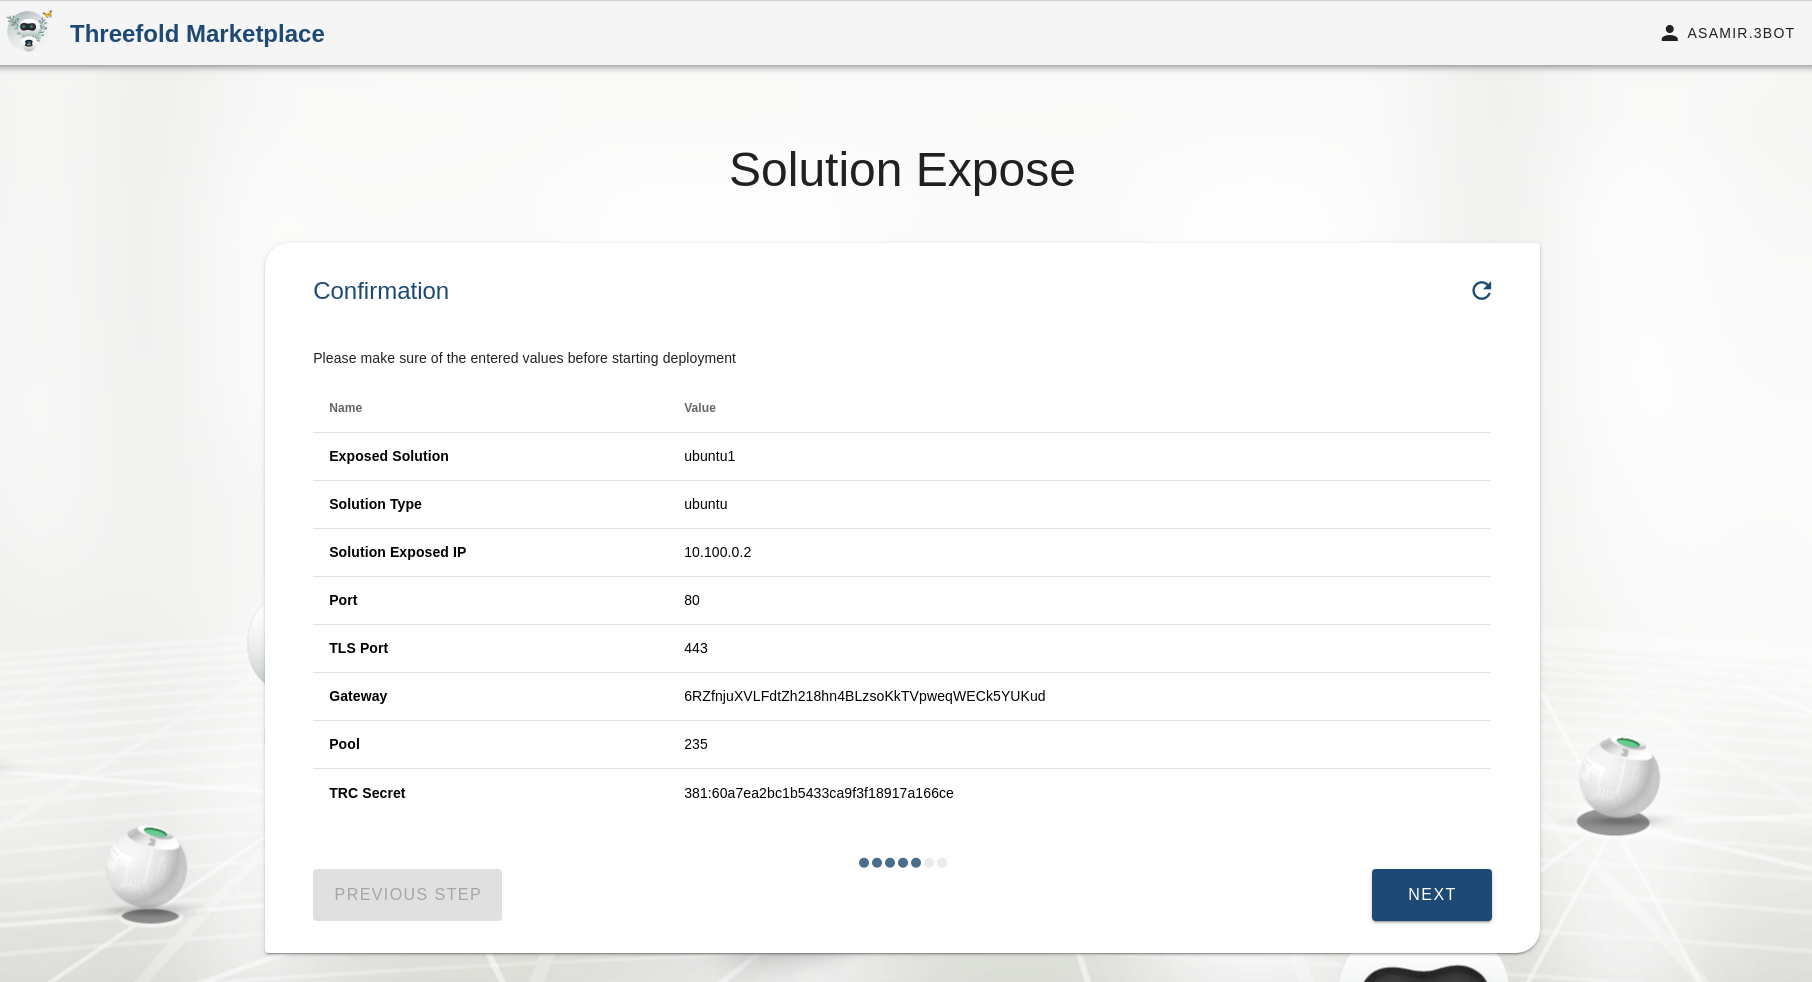 Threefold Marketplace
ASAMIR.3BOT
Solution Expose
Confirmation
Please make sure of the entered values before starting deployment
Name Value
Exposed Solution ubuntu1
Solution Type ubuntu
Solution Exposed IP 10.100.0.2
Port 80
TLS Port 443
Gateway 6RZfnjuXVLFdtZh218hn4BLzsoKkTVpweqWECk5YUKud
Pool 235
TRC Secret 381:60a7ea2bc1b5433ca9f3f18917a166ce
PREVIOUS STEP
NEXT